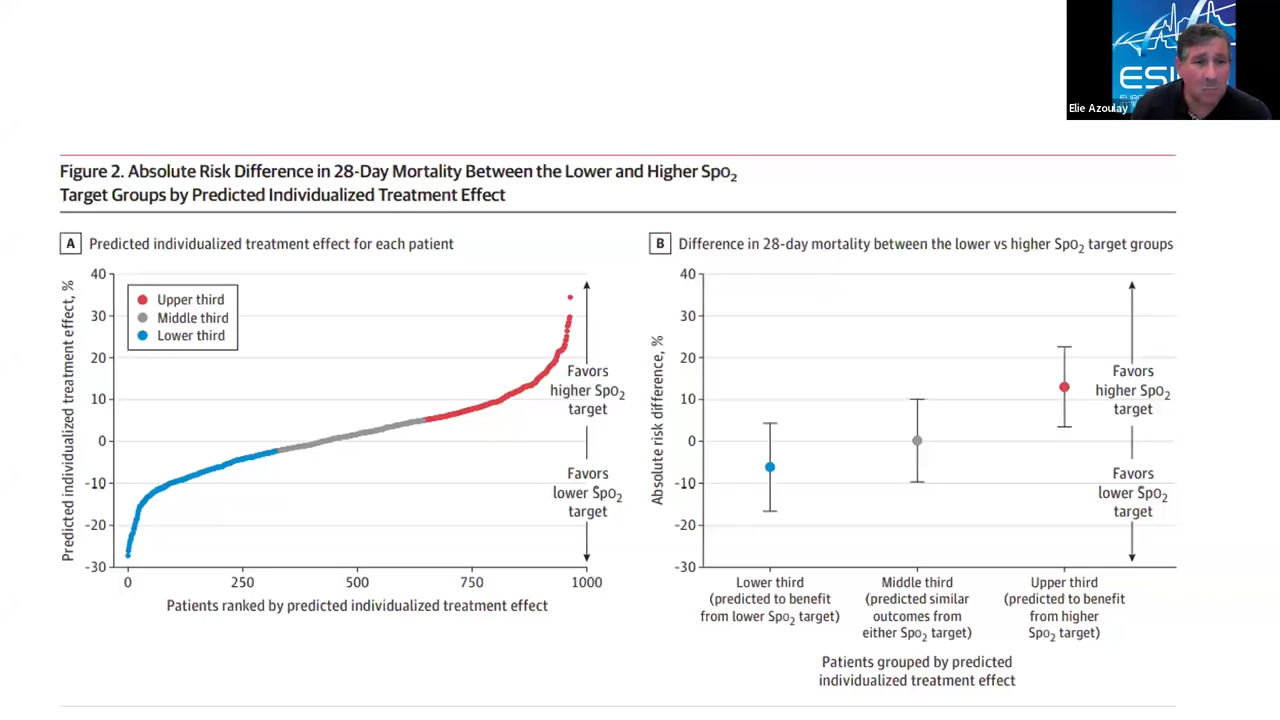 ESI
Elie Azoulay
Figure 2. Absolute Risk Difference in 28-Day Mortality Between the Lower and Higher SpO₂
Target Groups by Predicted Individualized Treatment Effect
A Predicted individualized treatment effect for each patient
Predicted individualized treatment effect, %
40
30
20
10
0
-10
-20
-30
Upper third
Middle third
Lower third
Favors
higher SpO₂
target
Favors
lower SpO₂
target
0 250 500 750 1000
Patients ranked by predicted individualized treatment effect
B Difference in 28-day mortality between the lower vs higher SpO₂ target groups
Absolute risk difference, %
40
30
20
10
0
-10
-20
-30
Favors
higher SpO₂
target
Favors
lower SpO₂
target
Lower third
(predicted to benefit
from lower SpO₂ target)
Middle third
(predicted similar
outcomes from
either SpO₂ target)
Upper third
(predicted to benefit
from higher
SpO₂ target)
Patients grouped by predicted
individualized treatment effect